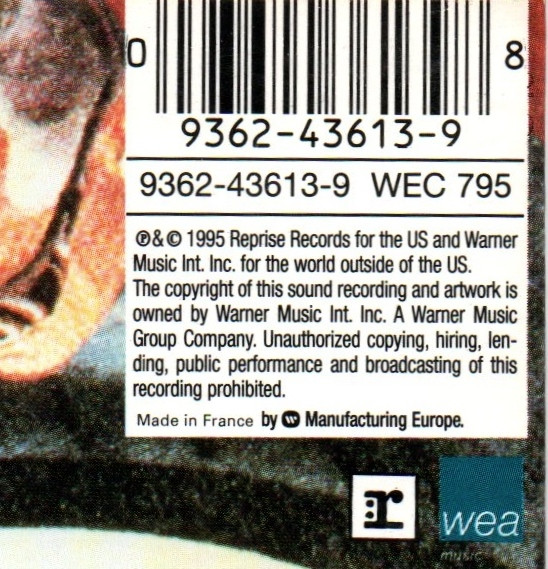 0 8
9362-43613-9
9362-43613-9 WEC 795
℗&© 1995 Reprise Records for the US and Warner
Music Int. Inc. for the world outside of the US.
The copyright of this sound recording and artwork is
owned by Warner Music Int. Inc. A Warner Music
Group Company. Unauthorized copying, hiring, len-
ding, public performance and broadcasting of this
recording prohibited.
Made in France by W Manufacturing Europe.
:r
wea
music